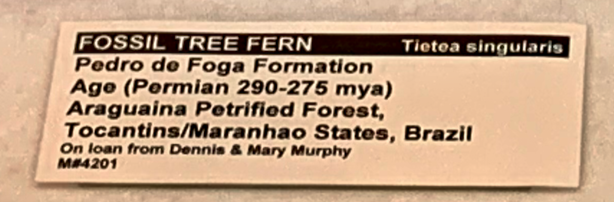 FOSSIL TREE FERN Tietea singularis
Pedro de Foga Formation
Age (Permian 290-275 mya)
Araguaina Petrified Forest,
Tocantins/Maranhao States, Brazil
On loan from Dennis & Mary Murphy
M#4201